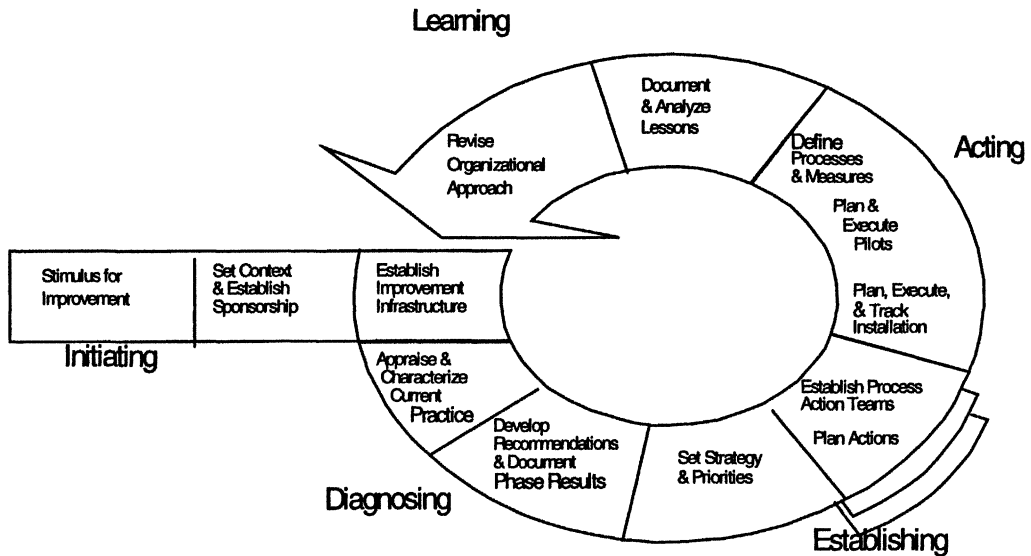 Learning
Document
& Analyze
Lessons
Revise
Organizational
Approach
Define
Processes
& Measures
Acting
Plan &
Execute
Pilots
Plan, Execute,
& Track
Installation
Stimulus for
Improvement
Set Context
& Establish
Sponsorship
Establish
Improvement
Infrastructure
Initiating
Appraise &
Characterize
Current
Practice
Develop
Recommendations
& Document
Phase Results
Set Strategy
& Priorities
Establish Process
Action Teams
Plan Actions
Diagnosing
Establishing